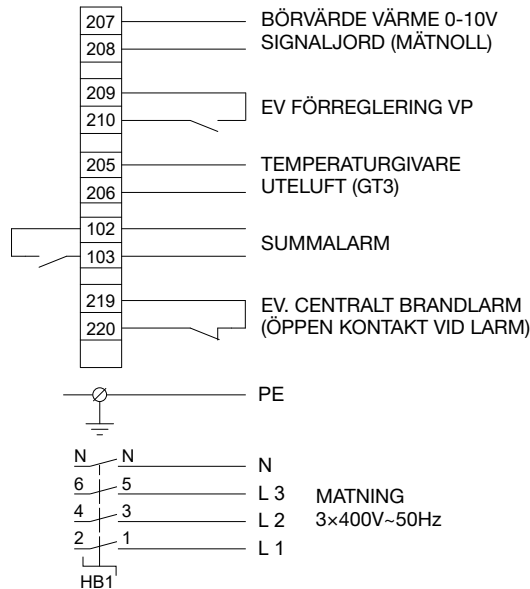 207 BÖRVÄRDE VÄRME 0-10V
208 SIGNALJORD (MÄTNOLL)
209
210
EV FÖRREGLERING VP
205 TEMPERATURGIVARE
206 UTELUFT (GT3)
102
103
SUMMALARM
219 EV. CENTRALT BRANDLARM
220 (ÖPPEN KONTAKT VID LARM)
PE
N N N
6 5 L 3
4 3 L 2
2 1 L 1
MATNING
3×400V~50Hz
HB1